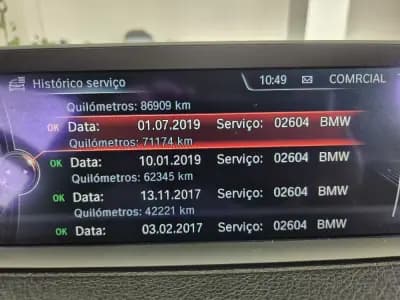 Histórico serviço 10:49 COMRCIAL
Quilómetros: 86909 km
OK Data: 01.07.2019 Serviço: 02604 BMW
Quilómetros: 71174 km
OK Data: 10.01.2019 Serviço: 02604 BMW
Quilómetros: 62345 km
OK Data: 13.11.2017 Serviço: 02604 BMW
Quilómetros: 42221 km
OK Data: 03.02.2017 Serviço: 02604 BMW